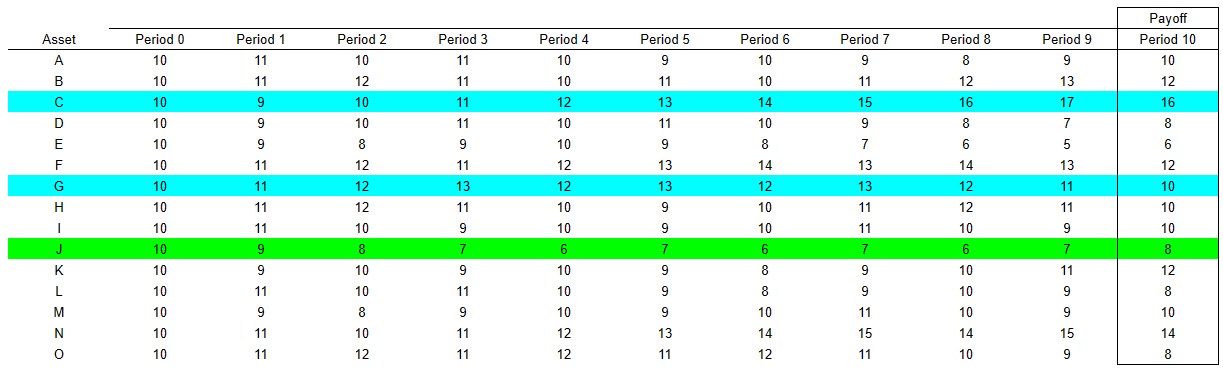 Payoff
Asset Period 0 Period 1 Period 2 Period 3 Period 4 Period 5 Period 6 Period 7 Period 8 Period 9 Period 10
A 10 11 10 11 10 9 10 9 8 9 10
B 10 11 12 11 10 11 10 11 12 13 12
C 10 9 10 11 12 13 14 15 16 17 16
D 10 9 10 11 10 11 10 9 8 7 8
E 10 9 8 9 10 9 8 7 6 5 6
F 10 11 12 11 12 13 14 13 14 13 12
G 10 11 12 13 12 13 12 13 12 11 10
H 10 11 12 11 10 9 10 11 12 11 10
I 10 11 10 9 10 9 10 11 10 9 10
J 10 9 8 7 6 7 6 7 6 7 8
K 10 9 10 9 10 9 8 9 10 11 12
L 10 11 10 11 10 9 8 9 10 9 8
M 10 9 8 9 10 9 10 11 10 9 10
N 10 11 10 11 12 13 14 15 14 15 14
O 10 11 12 11 12 11 12 11 10 9 8